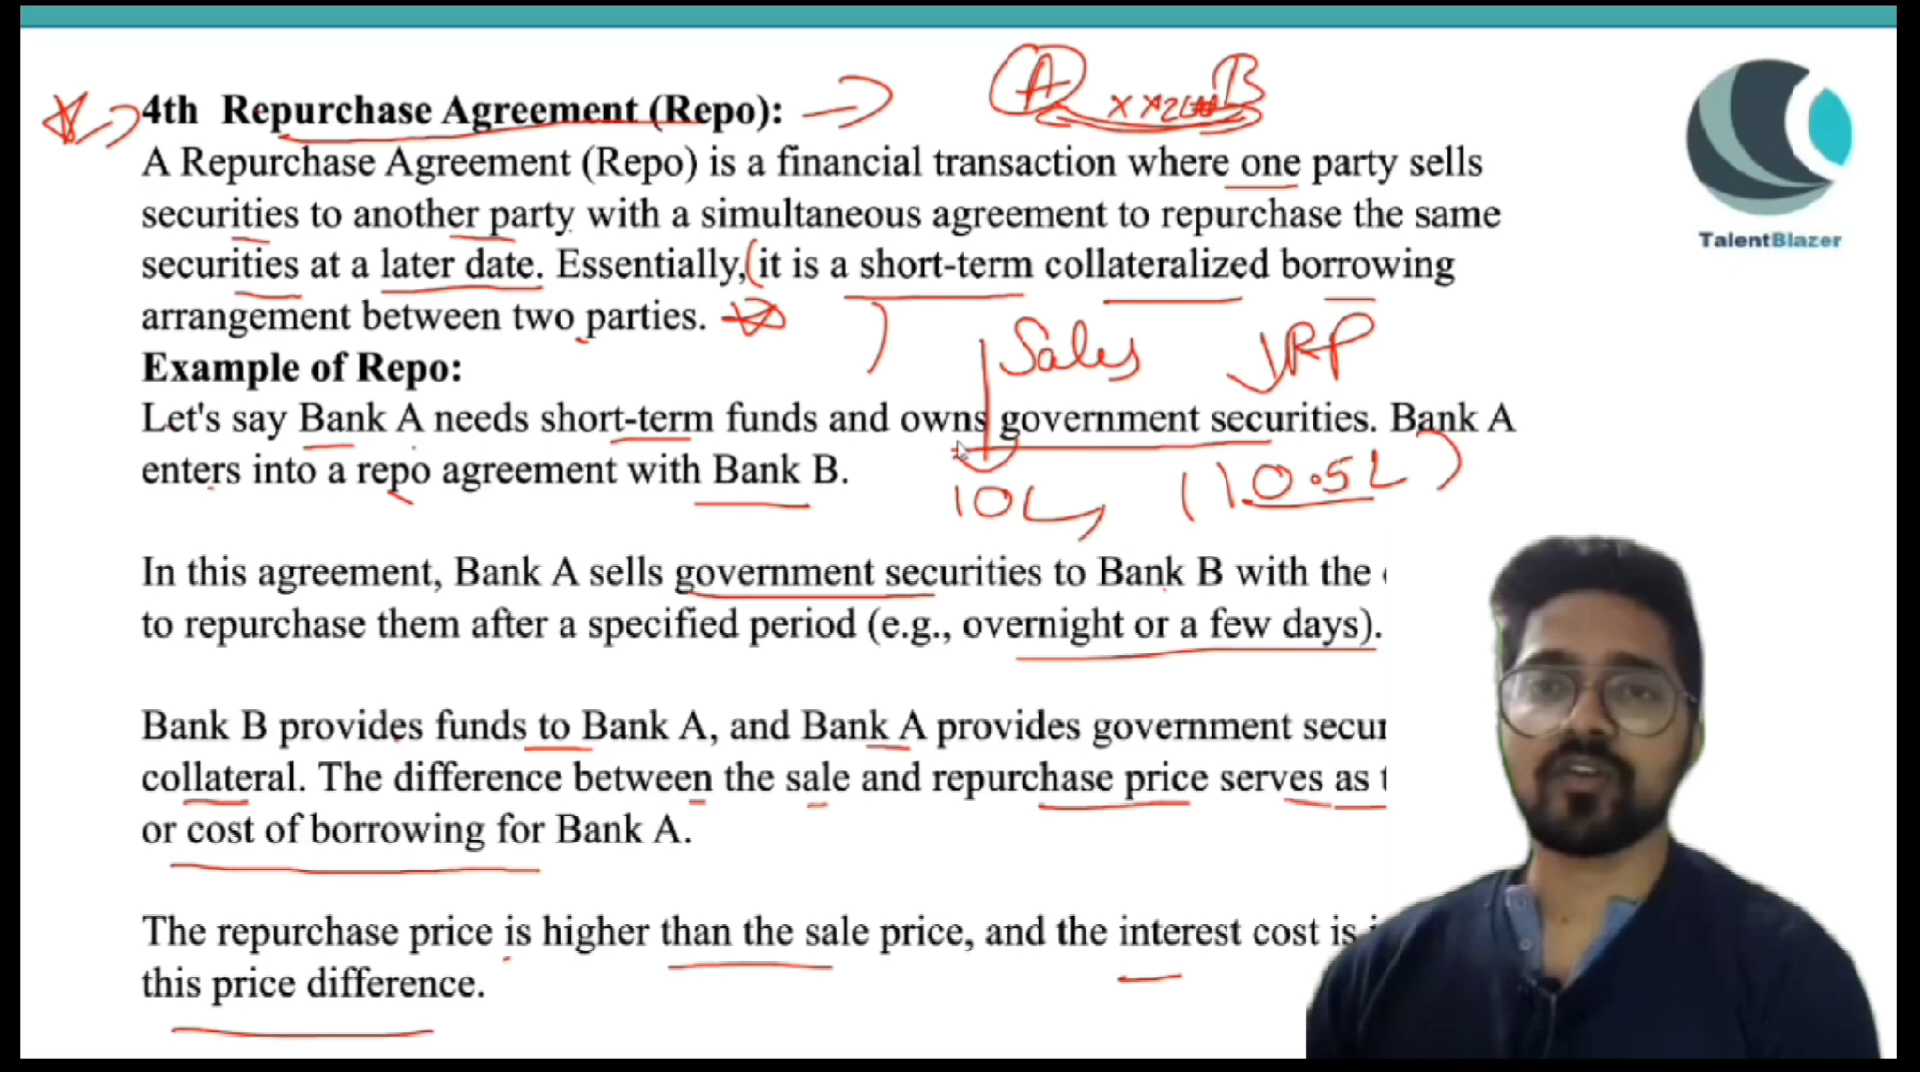 A B
4th Repurchase Agreement (Repo):
A Repurchase Agreement (Repo) is a financial transaction where one party sells
securities to another party with a simultaneous agreement to repurchase the same
securities at a later date. Essentially, it is a short-term collateralized borrowing
arrangement between two parties.
TalentBlazer
Sales RP
Example of Repo:
Let's say Bank A needs short-term funds and owns government securities. Bank A
enters into a repo agreement with Bank B.
10L (10.5L)
In this agreement, Bank A sells government securities to Bank B with the
to repurchase them after a specified period (e.g., overnight or a few days).
Bank B provides funds to Bank A, and Bank A provides government secur
collateral. The difference between the sale and repurchase price serves as
or cost of borrowing for Bank A.
The repurchase price is higher than the sale price, and the interest cost is
this price difference.